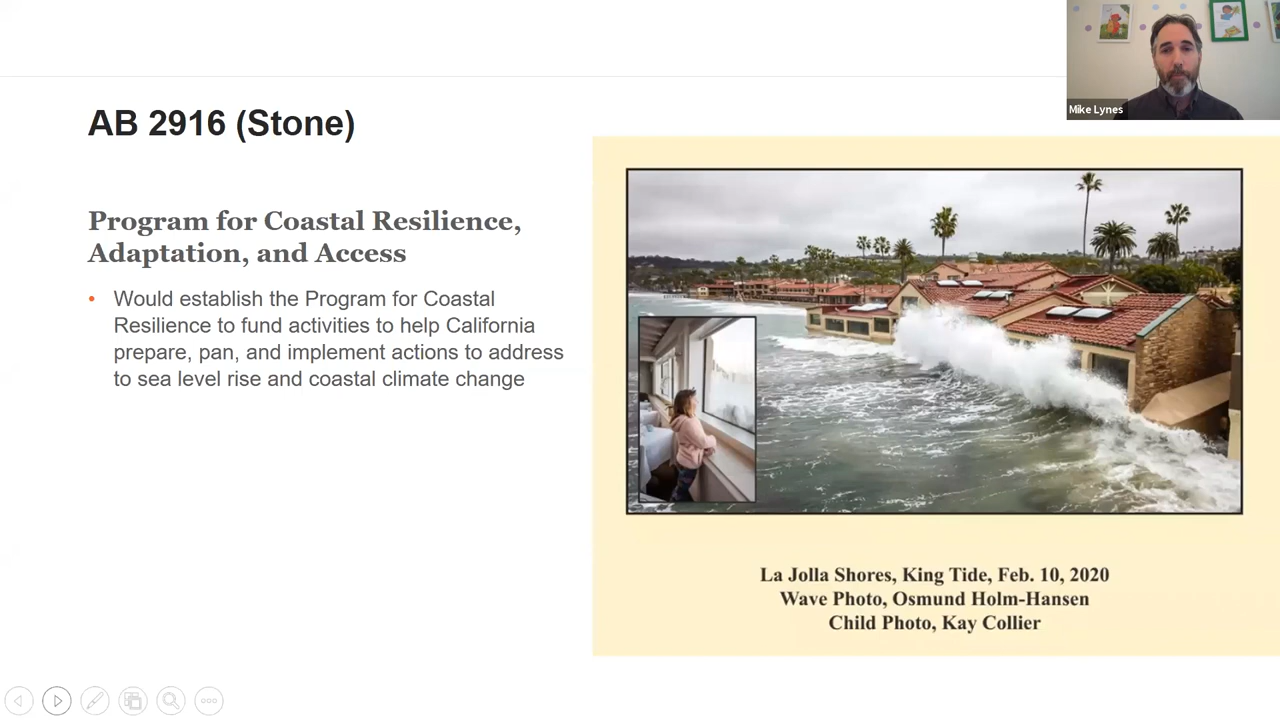 Mike Lynes
AB 2916 (Stone)
Program for Coastal Resilience,
Adaptation, and Access
• Would establish the Program for Coastal
Resilience to fund activities to help California
prepare, pan, and implement actions to address
to sea level rise and coastal climate change
La Jolla Shores, King Tide, Feb. 10, 2020
Wave Photo, Osmund Holm-Hansen
Child Photo, Kay Collier